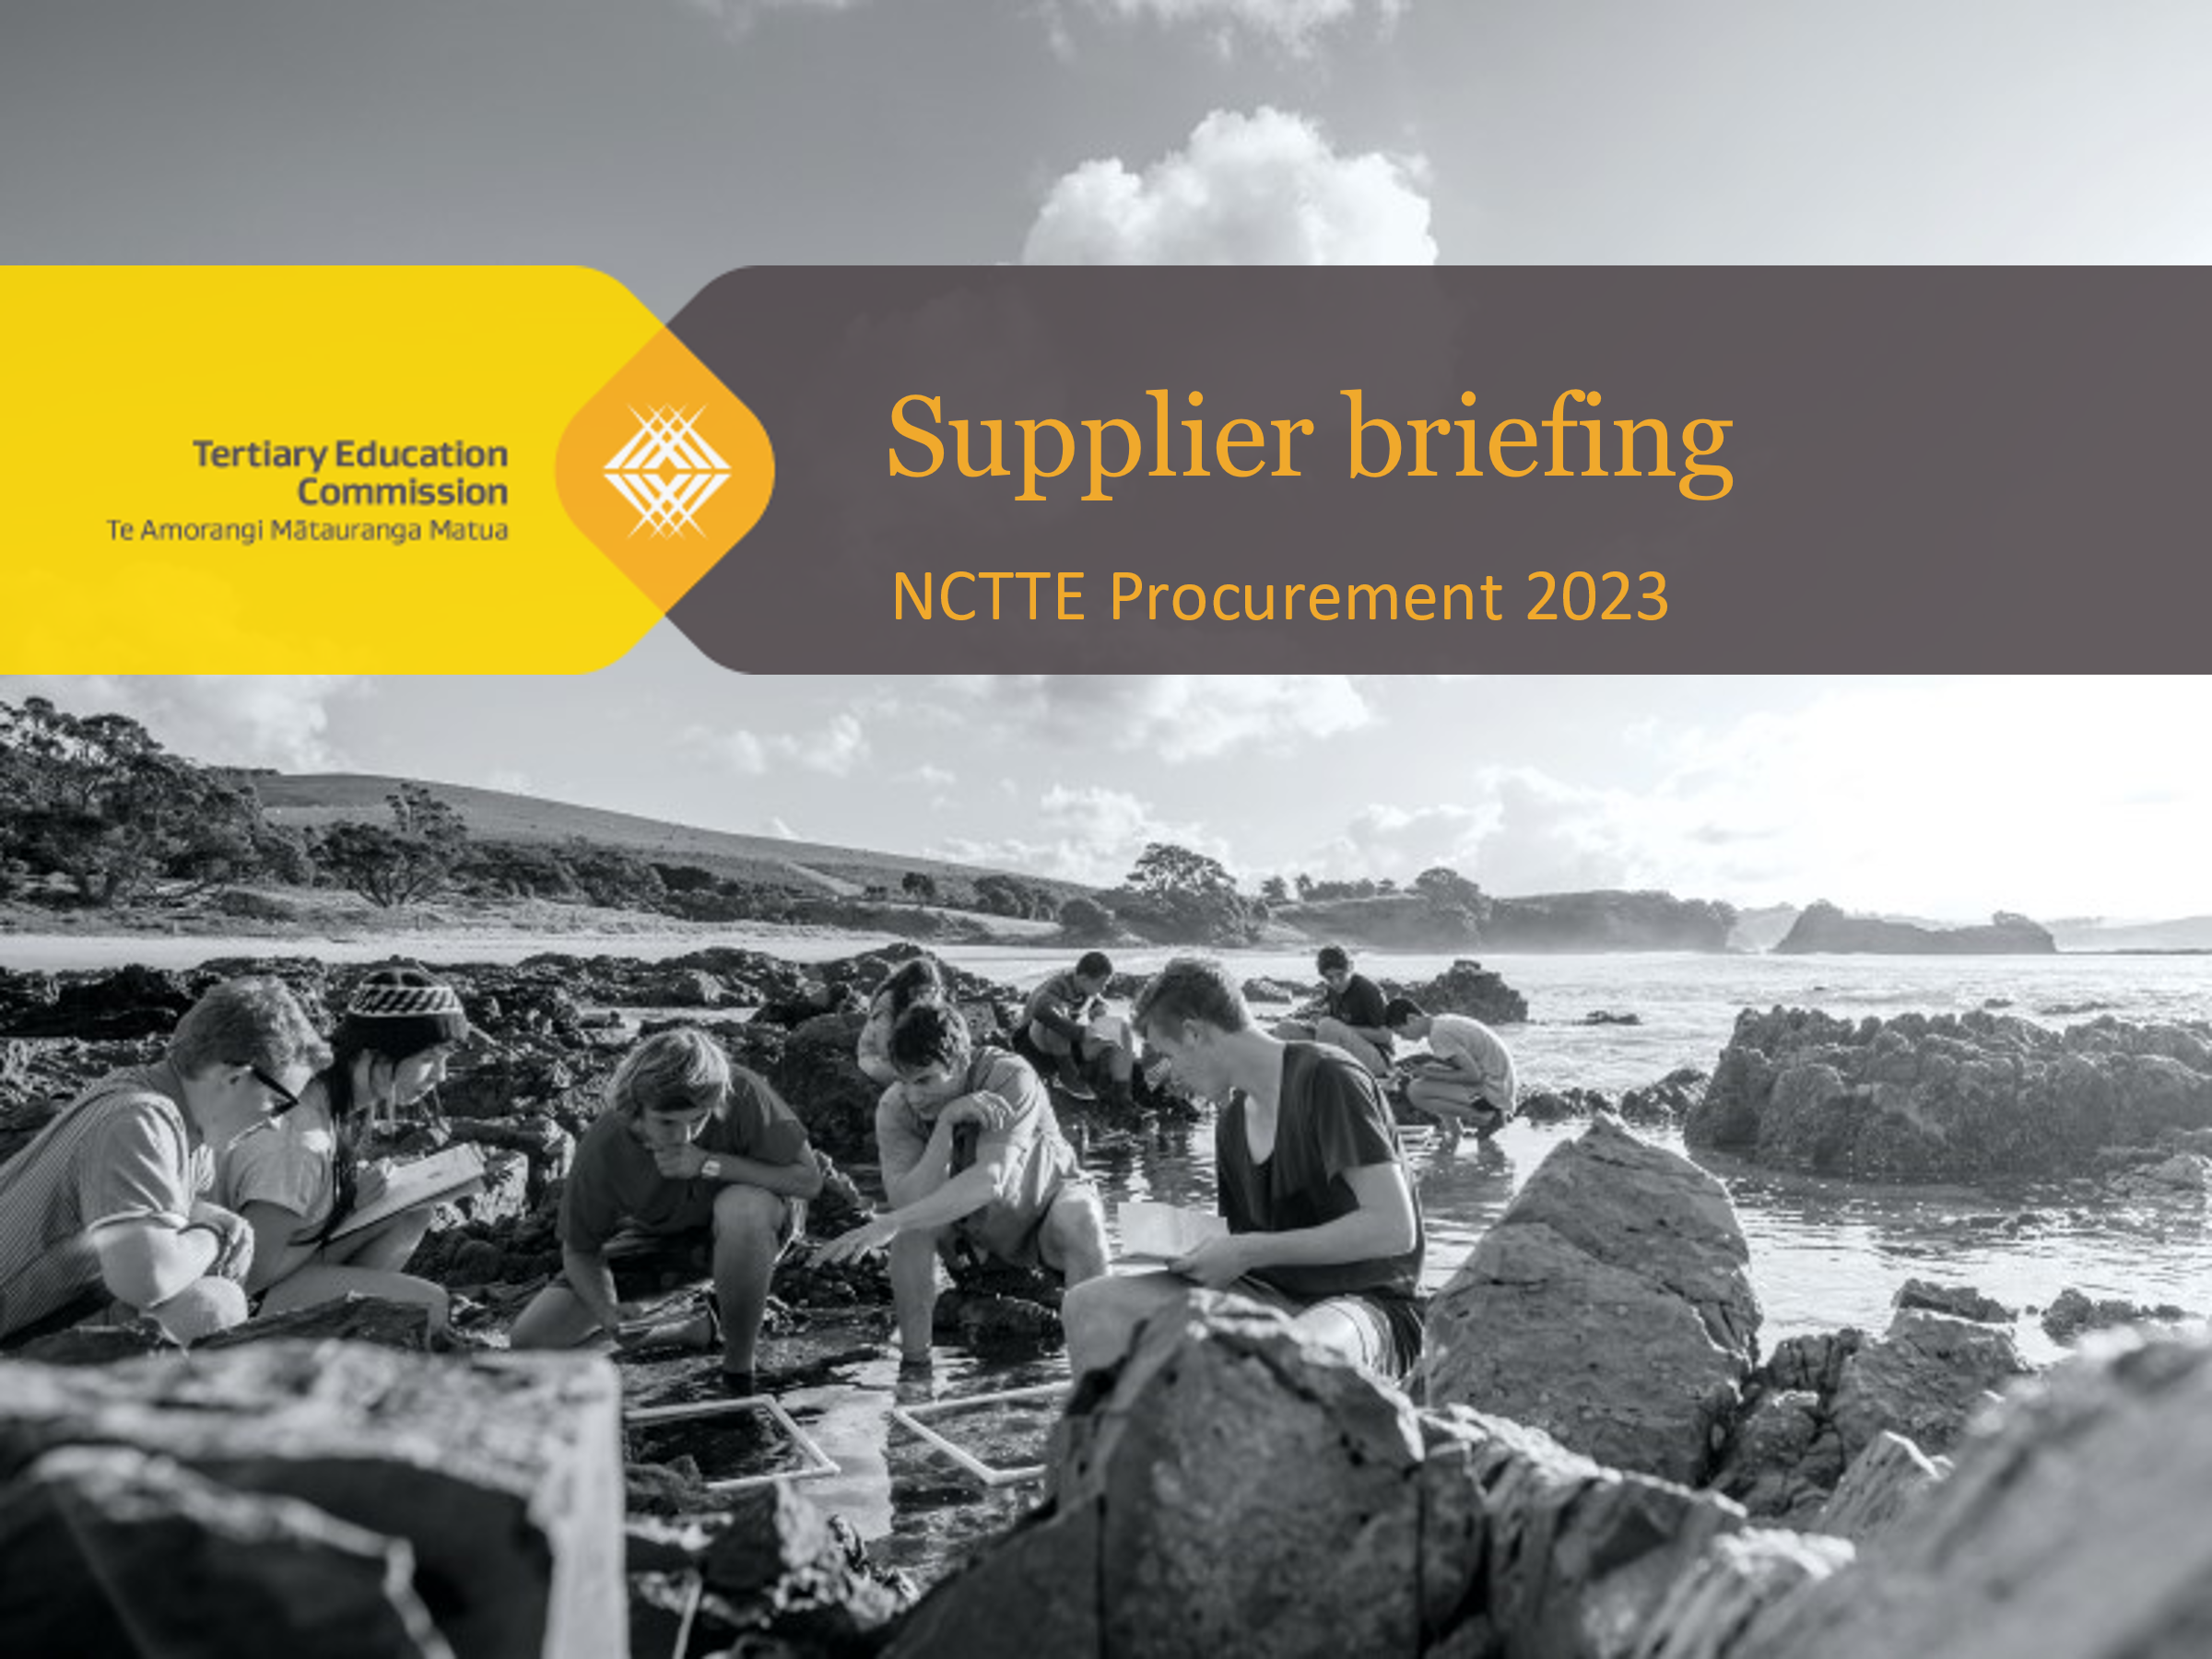 Tertiary Education
Commission
Te Amorangi Mātauranga Matua
Supplier briefing
NCTTE Procurement 2023